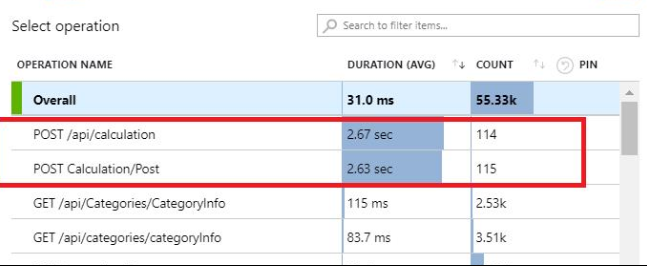 Select operation Search to filter items...
OPERATION NAME DURATION (AVG) COUNT PIN
Overall 31.0 ms 55.33k
POST /api/calculation 2.67 sec 114
POST Calculation/Post 2.63 sec 115
GET /api/Categories/CategoryInfo 115 ms 2.53k
GET /api/categories/categoryInfo 83.7 ms 3.51k